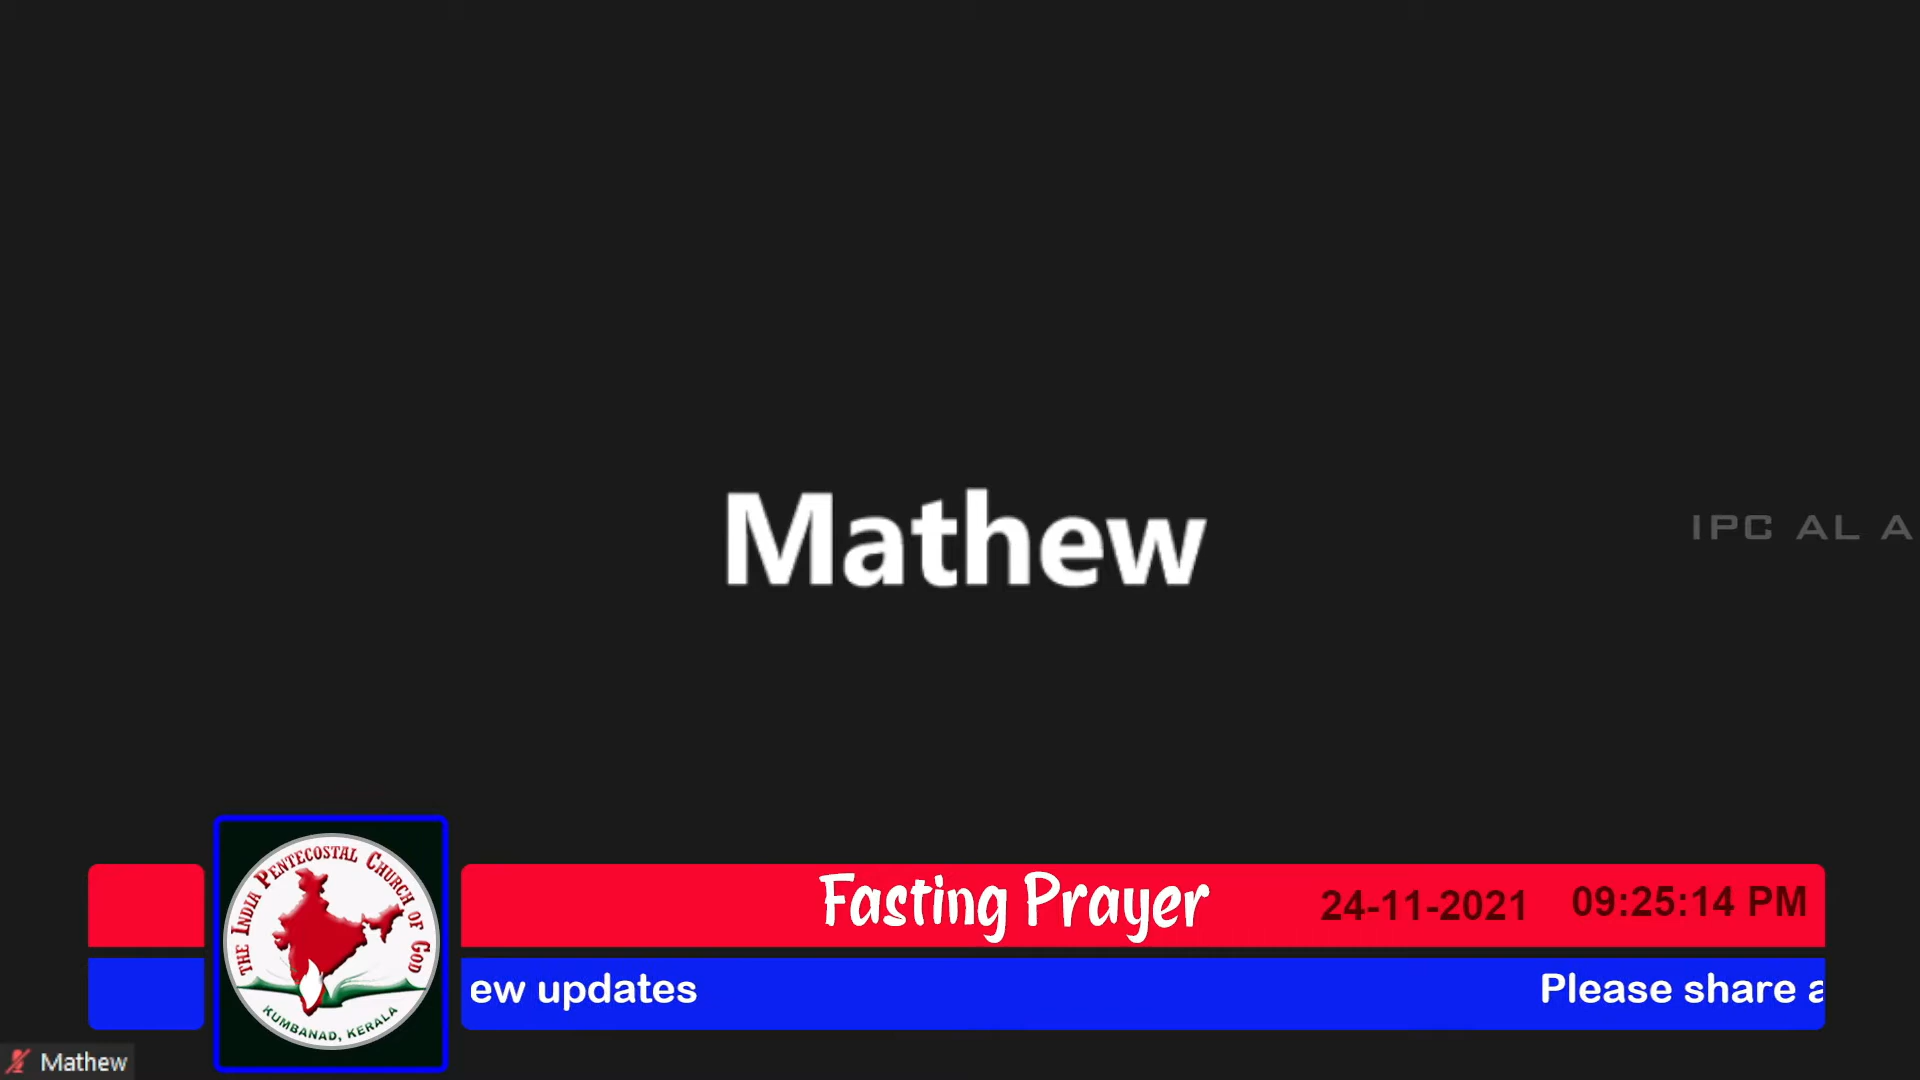 Mathew
IPC AL A
THE INDIA PENTECOSTAL CHURCH OF GOD
KUMBANAD, KERALA
Fasting Prayer
24-11-2021
09:25:14 PM
ew updates
Please share a
Mathew